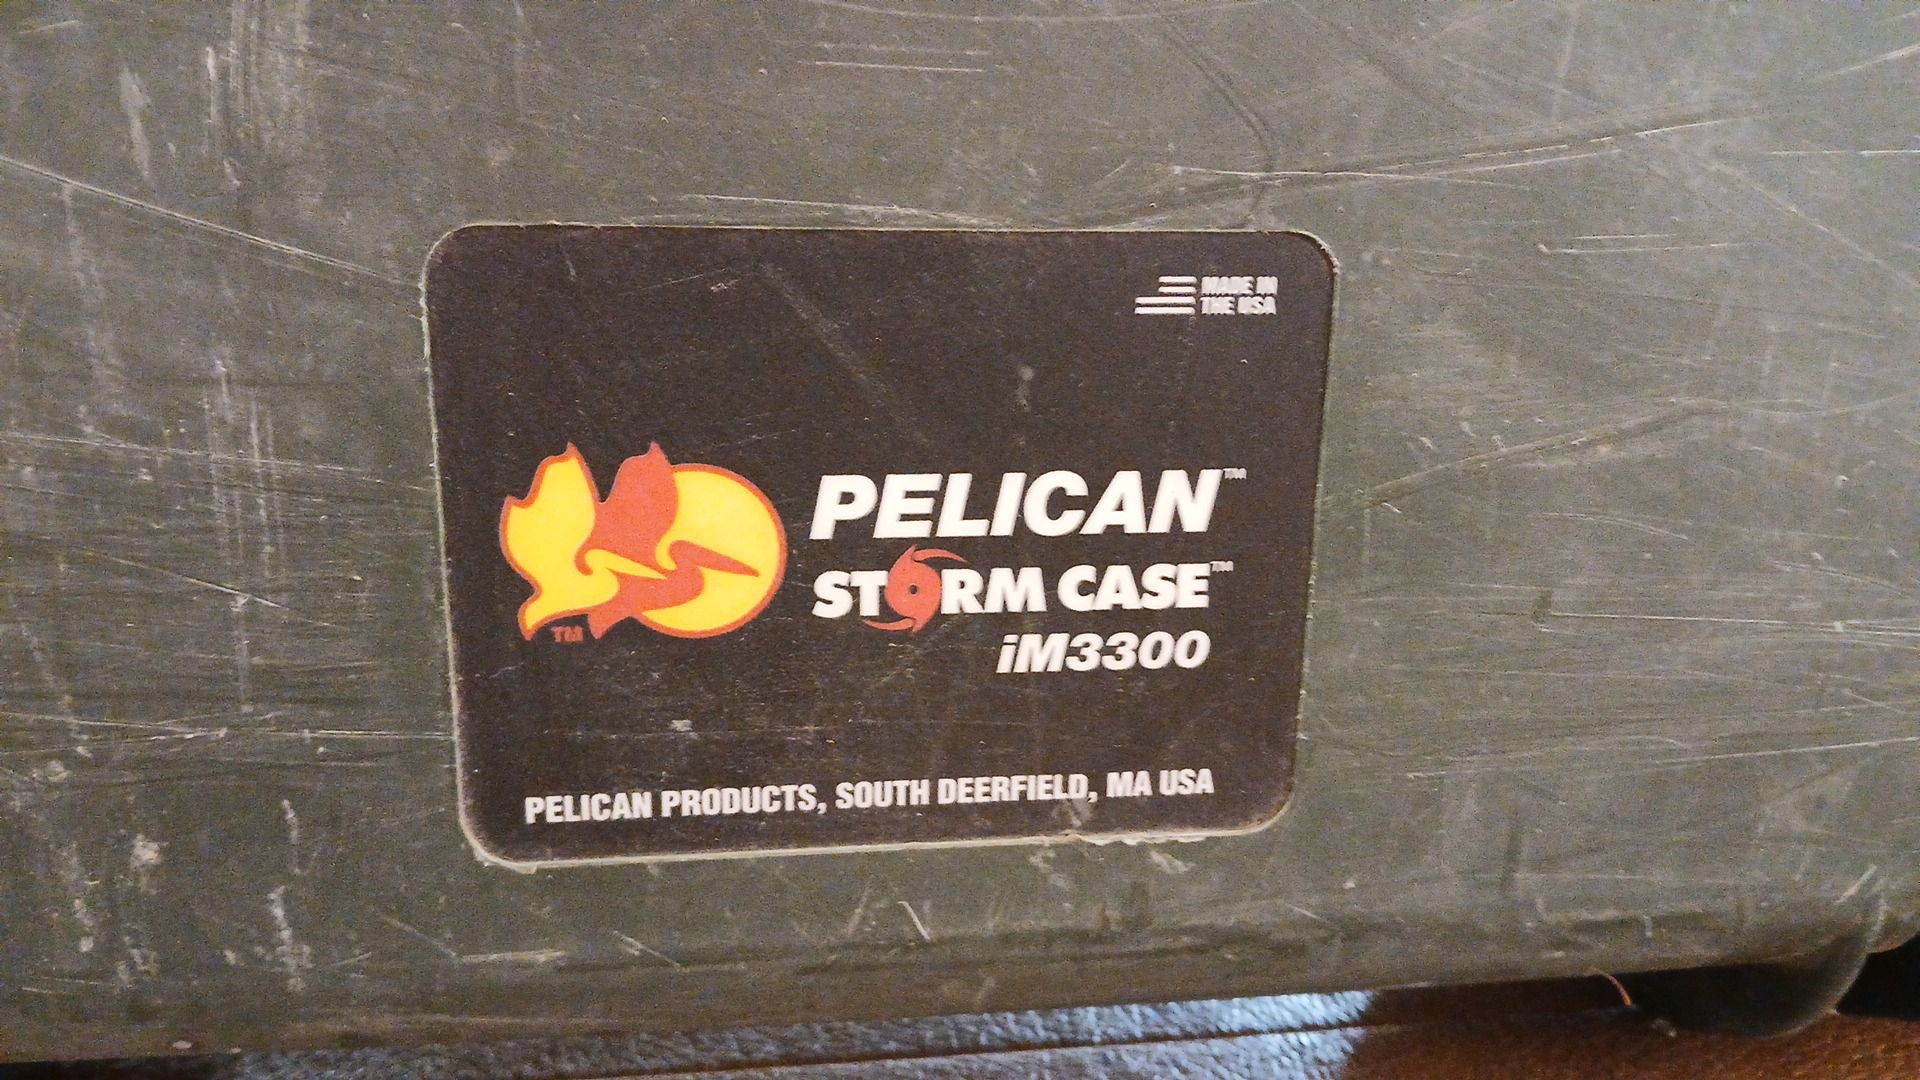 MADE IN
THE USA
PELICAN™
STORM CASE™
iM3300
TM
PELICAN PRODUCTS, SOUTH DEERFIELD, MA USA